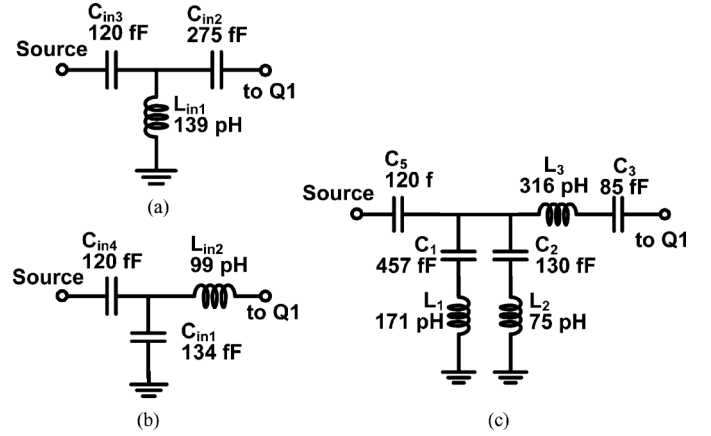 Cin3
120 fF
Cin2
275 fF
Source
to Q1
Lin1
139 pH
(a)
Cin4
120 fF
Lin2
99 pH
Source
to Q1
Cin1
134 fF
(b)
C5
120 f
L3
316 pH
C3
85 fF
Source
to Q1
C1
457 fF
C2
130 fF
L1
171 pH
L2
75 pH
(c)